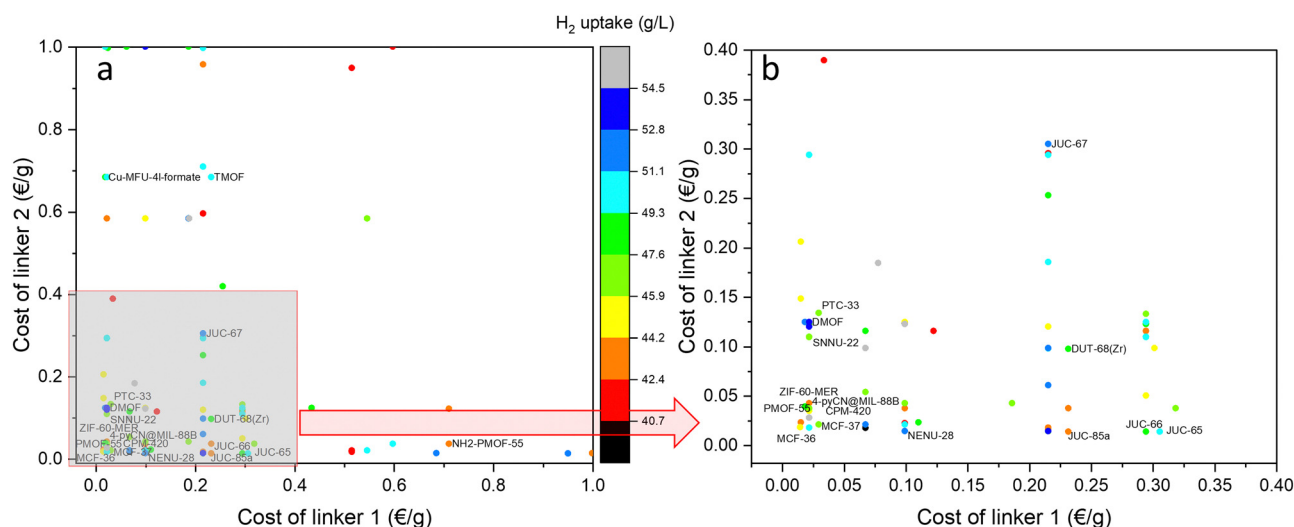 H₂ uptake (g/L)
a
1.0
0.8
0.6
0.4
0.2
0.0
Cost of linker 2 (€/g)
Cu-MFU-4l-formate
TMOF
JUC-67
PTC-33
DMOF
SNNU-22
DUT-68(Zr)
ZIF-60-MER
4-pyCN@MIL-88B
PMOF-55
CPM-420
JUC-66
NH2-PMOF-55
MCF-36
MCF-37
NENU-28
JUC-85a
JUC-65
0.0 0.2 0.4 0.6 0.8 1.0
Cost of linker 1 (€/g)
54.5
52.8
51.1
49.3
47.6
45.9
44.2
42.4
40.7
b
0.40
0.35
0.30
0.25
0.20
0.15
0.10
0.05
0.00
Cost of linker 2 (€/g)
JUC-67
PTC-33
DMOF
SNNU-22
DUT-68(Zr)
ZIF-60-MER
4-pyCN@MIL-88B
PMOF-55
CPM-420
MCF-37
MCF-36
NENU-28
JUC-85a
JUC-66
JUC-65
0.00 0.05 0.10 0.15 0.20 0.25 0.30 0.35 0.40
Cost of linker 1 (€/g)